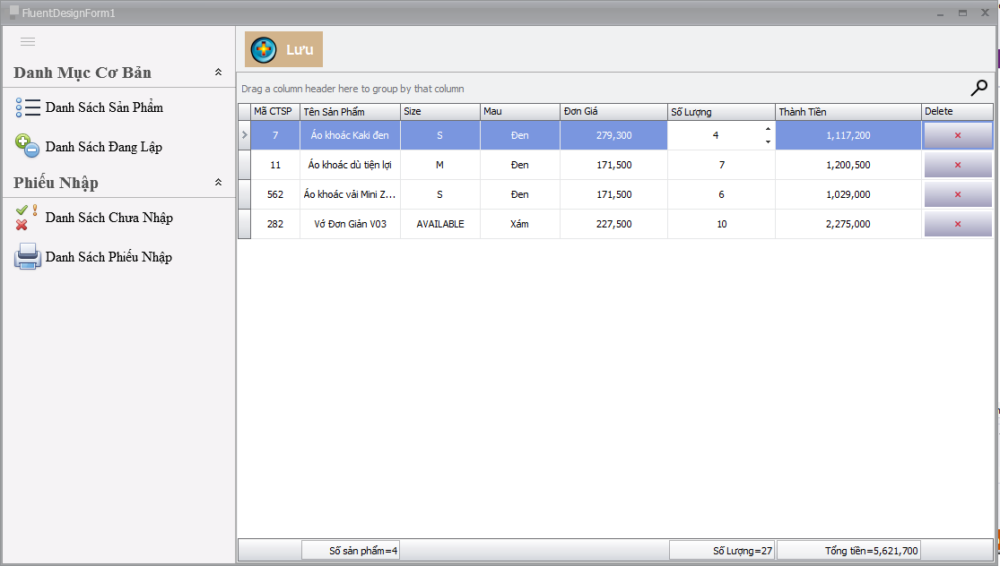 FluentDesignForm1
Danh Mục Cơ Bản
Danh Sách Sản Phẩm
Danh Sách Đang Lập
Phiếu Nhập
Danh Sách Chưa Nhập
Danh Sách Phiếu Nhập
Lưu
Drag a column header here to group by that column
Mã CTSP Tên Sản Phẩm Size Mau Đơn Giá Số Lượng Thành Tiền Delete
7 Áo khoác Kaki đen S Đen 279,300 4 1,117,200
11 Áo khoác dù tiện lợi M Đen 171,500 7 1,200,500
562 Áo khoác vải Mini Z... S Đen 171,500 6 1,029,000
282 Vớ Đơn Giản V03 AVAILABLE Xám 227,500 10 2,275,000
Số sản phẩm=4 Số Lượng=27 Tổng tiền=5,621,700